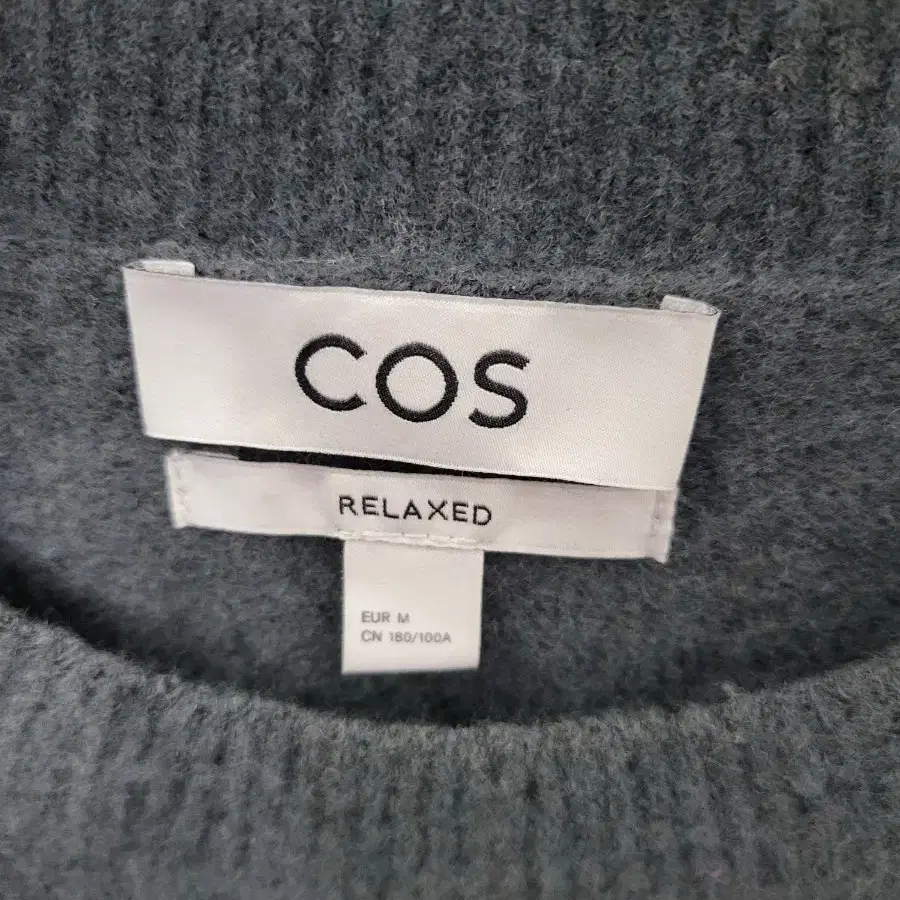 COS
RELAXED
EUR M
CN 180/100A